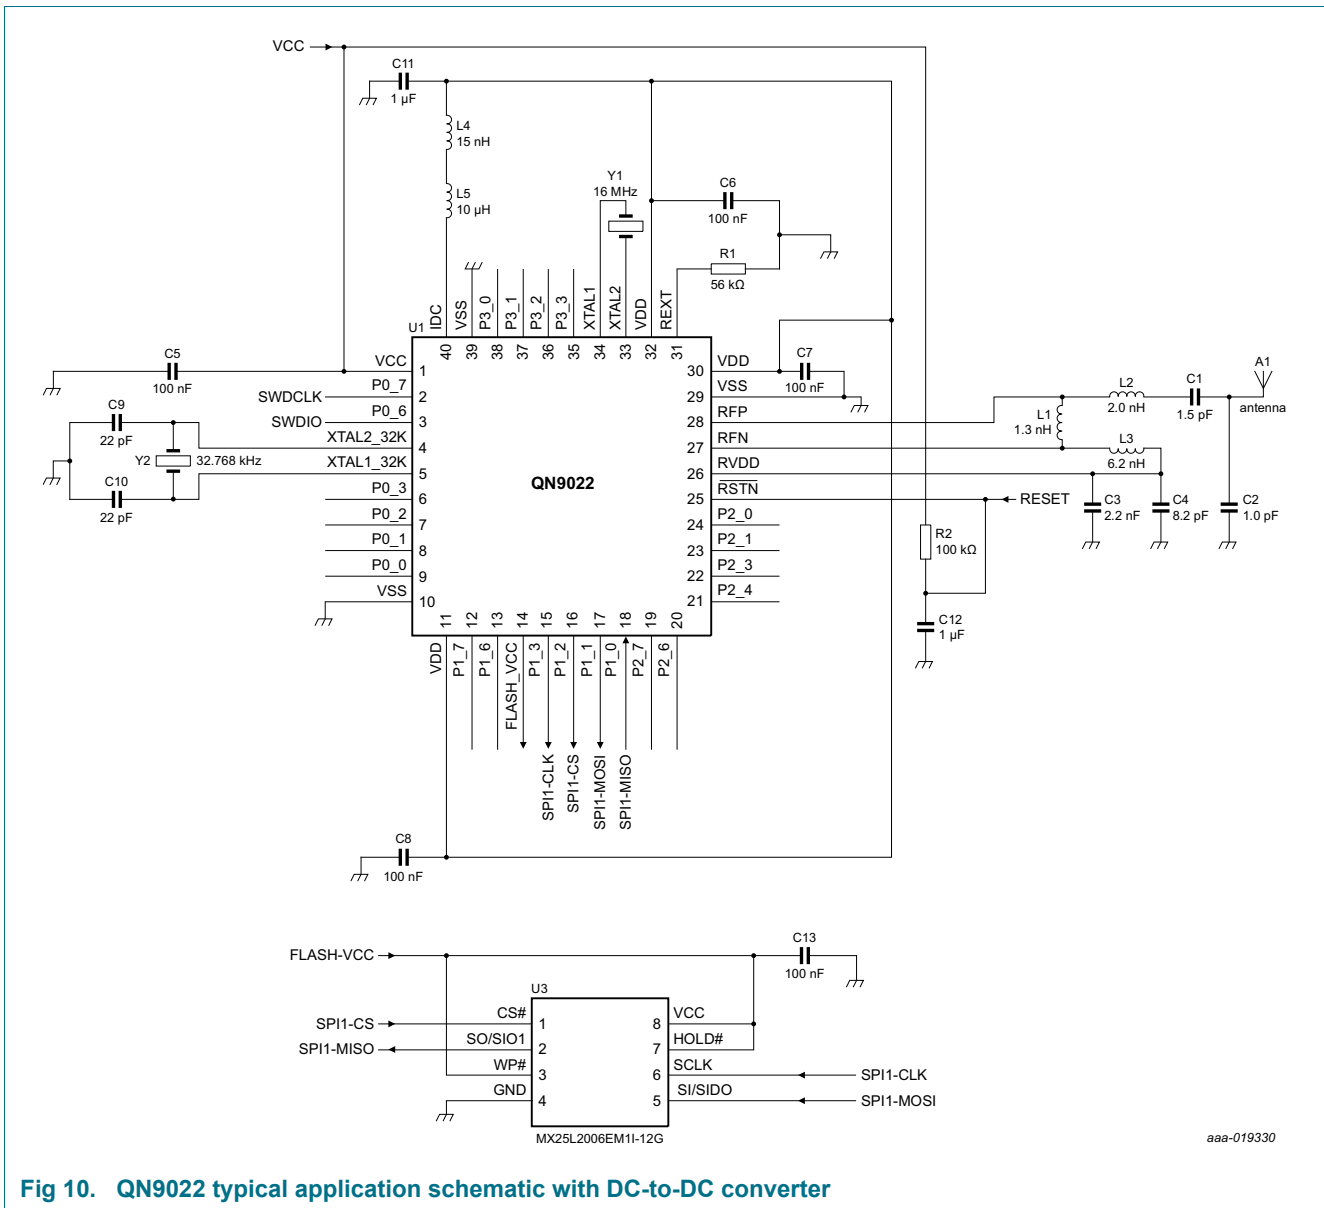 VCC
C11
1 µF
L4
15 nH
L5
10 µH
Y1
16 MHz
C6
100 nF
R1
56 kΩ
IDC
VSS
P3_0
P3_1
P3_2
P3_3
XTAL1
XTAL2
VDD
REXT
U1
40
39
38
37
36
35
34
33
32
31
C5
100 nF
VCC
1
P0_7
SWDCLK
2
P0_6
SWDIO
3
C9
22 pF
XTAL2_32K
4
Y2
32.768 kHz
XTAL1_32K
5
C10
22 pF
P0_3
6
P0_2
7
P0_1
8
P0_0
9
VSS
10
QN9022
VDD
30
C7
100 nF
VSS
29
RFP
28
RFN
27
RVDD
26
RSTN
25
RESET
P2_0
24
P2_1
23
P2_3
22
P2_4
21
L1
1.3 nH
L2
2.0 nH
C1
1.5 pF
A1
antenna
L3
6.2 nH
C3
2.2 nF
C4
8.2 pF
C2
1.0 pF
R2
100 kΩ
C12
1 µF
11
12
13
14
15
16
17
18
19
20
VDD
P1_7
P1_6
FLASH_VCC
P1_3
P1_2
P1_1
P1_0
P2_7
P2_6
SPI1-CLK
SPI1-CS
SPI1-MOSI
SPI1-MISO
C8
100 nF
FLASH-VCC
C13
100 nF
U3
SPI1-CS
CS#
1
8
VCC
SPI1-MISO
SO/SIO1
2
7
HOLD#
WP#
3
6
SCLK
SPI1-CLK
GND
4
5
SI/SIDO
SPI1-MOSI
MX25L2006EM1I-12G
aaa-019330
Fig 10. QN9022 typical application schematic with DC-to-DC converter